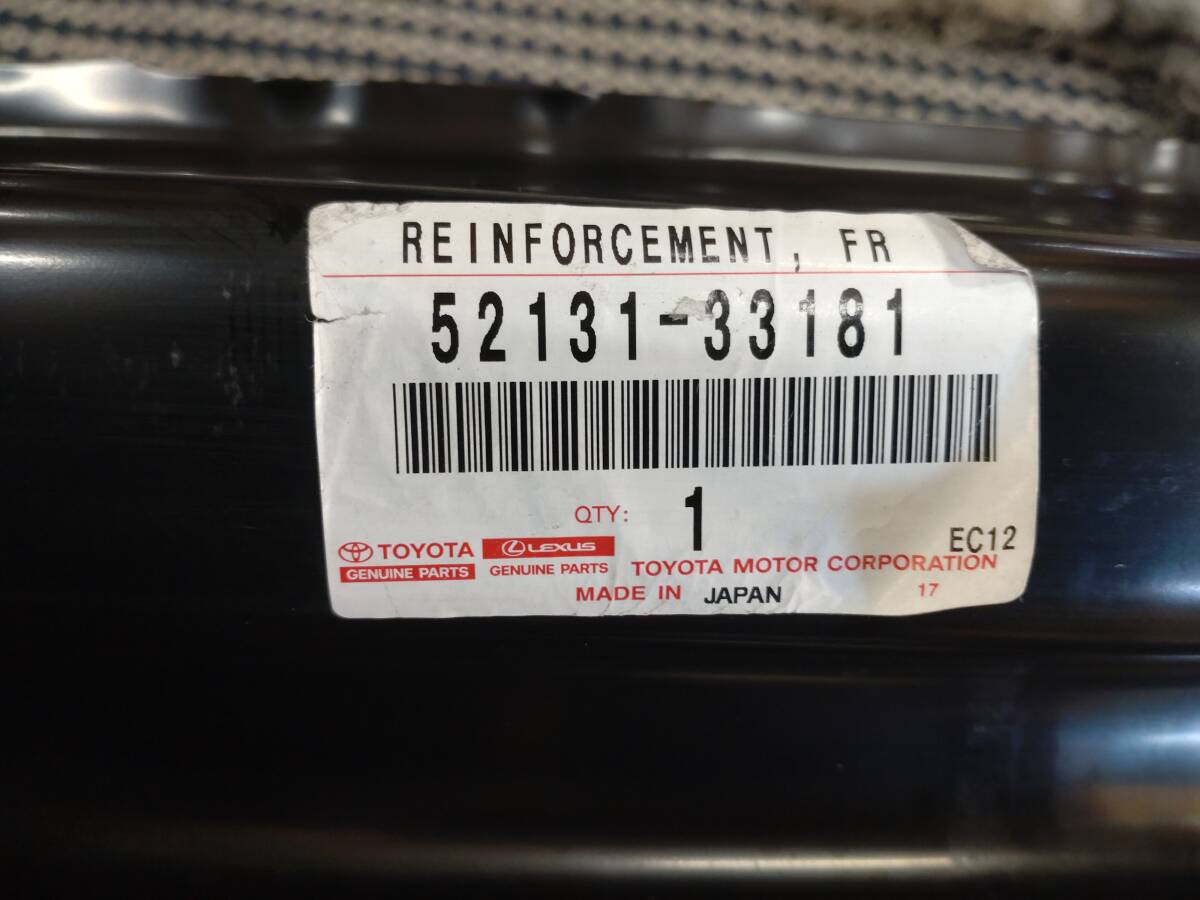 REINFORCEMENT, FR
52131-33181
QTY: 1
EC12
TOYOTA LEXUS
GENUINE PARTS GENUINE PARTS TOYOTA MOTOR CORPORATION
MADE IN JAPAN 17